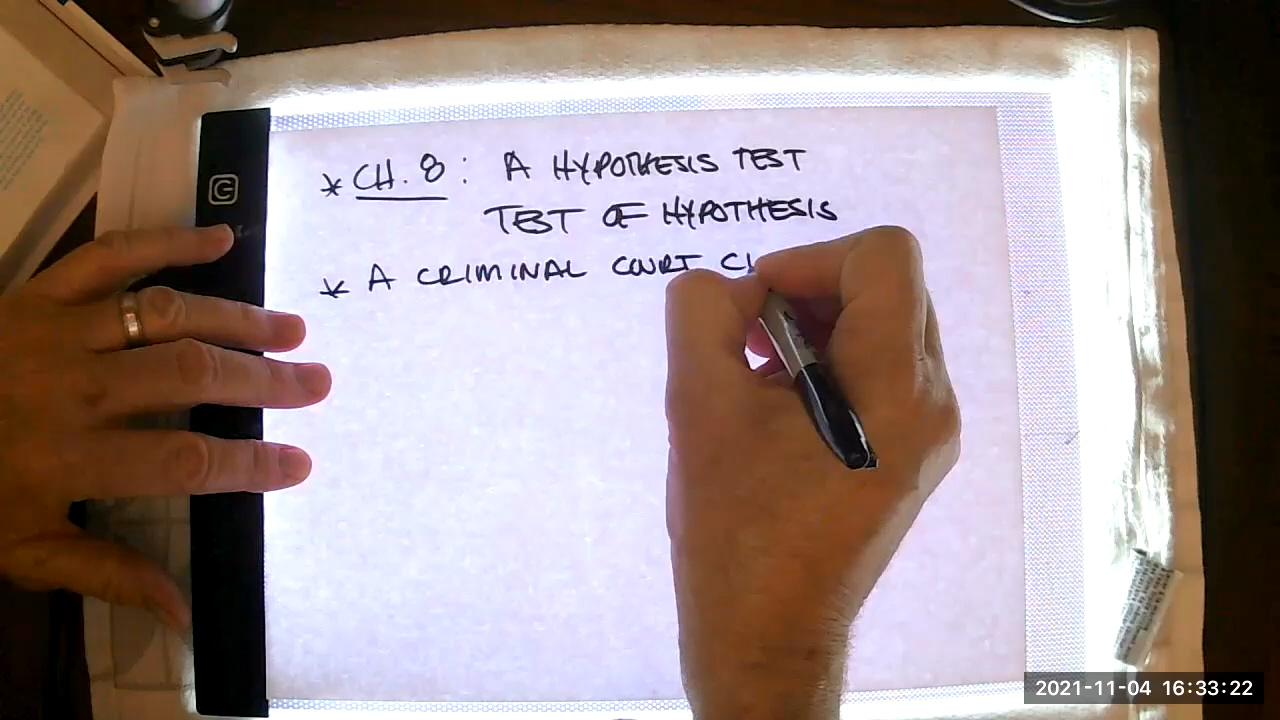 * CH. 8 : A HYPOTHESIS TEST
TEST OF HYPOTHESIS
* A CRIMINAL COURT
2021-11-04 16:33:22